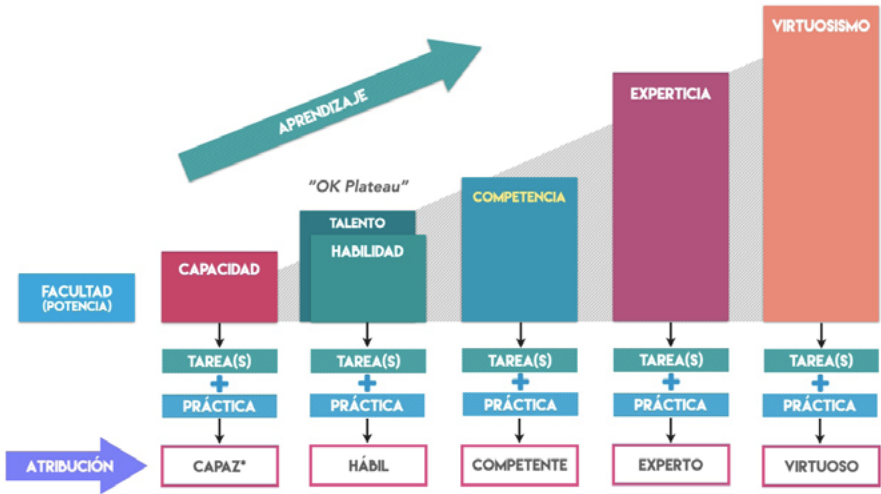 VIRTUOSISMO
EXPERTICIA
APRENDIZAJE
"OK Plateau"
COMPETENCIA
TALENTO
HABILIDAD
CAPACIDAD
FACULTAD
(POTENCIA)
TAREA(S) TAREA(S) TAREA(S) TAREA(S) TAREA(S)
+ + + + +
PRÁCTICA PRÁCTICA PRÁCTICA PRÁCTICA PRÁCTICA
ATRIBUCIÓN CAPAZ* HÁBIL COMPETENTE EXPERTO VIRTUOSO